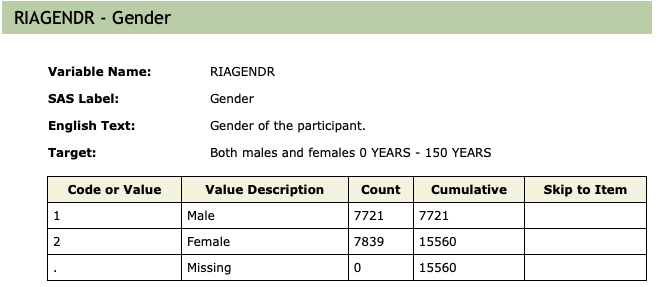 RIAGENDR - Gender
Variable Name: RIAGENDR
SAS Label: Gender
English Text: Gender of the participant.
Target: Both males and females 0 YEARS - 150 YEARS
Code or Value Value Description Count Cumulative Skip to Item
1 Male 7721 7721
2 Female 7839 15560
. Missing 0 15560